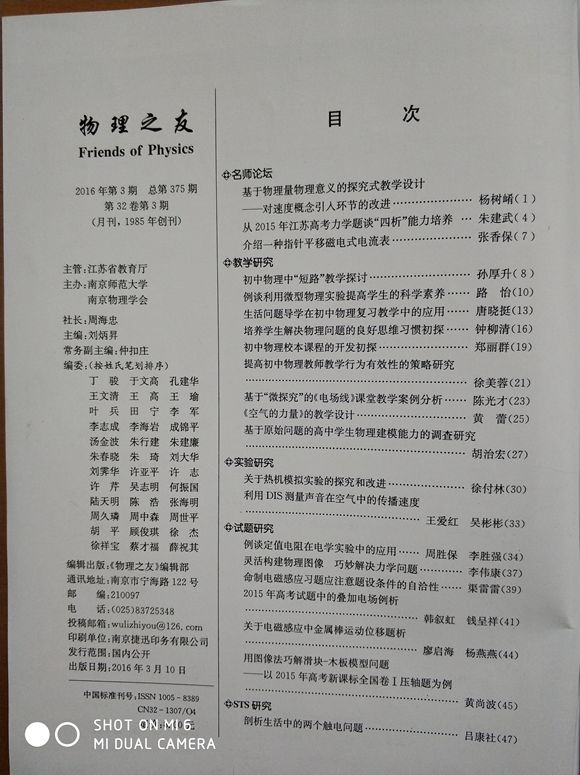 物理之友
Friends of Physics
2016年第3期 总第375期
第32卷第3期
(月刊,1985年创刊)
主管:江苏省教育厅
主办:南京师范大学
南京物理学会
社长:周海忠
主编:刘炳昇
常务副主编:仲扣庄
编委:(按姓氏笔划排序)
丁 骏 于文高 孔建华
王文清 王 高 王 瑜
叶 兵 田 宁 李 军
李志成 李海岩 成锦平
汤金波 朱行建 朱建廉
朱春晓 朱 琦 刘大华
刘霁华 许亚平 许 志
许 芹 吴志明 何振国
陆天明 陈 浩 张海明
周久璘 周中森 周世平
胡 平 顾俊琪 徐 杰
徐祥宝 蔡才福 薛祝其
编辑出版:《物理之友》编辑部
通讯地址:南京市宁海路122号
邮 编:210097
电 话:(025)83725348
投稿邮箱:wulizhiyou@126.com
印刷单位:南京捷迅印务有限公司
发行范围:国内公开
出版日期:2016年3月10日
中国标准刊号:ISSN 1005-8389
CN32-1307/O4
SHOT ON MI 6
MI DUAL CAMERA
目 次
名师论坛
基于物理量物理意义的探究式教学设计
——对速度概念引入环节的改进 …… 杨树崤(1)
从2015年江苏高考力学题谈“四析”能力培养 … 朱建武(4)
介绍一种指针平移磁电式电流表 …… 张香保(7)
教学研究
初中物理中“短路”教学探讨 …… 孙厚升(8)
例谈利用微型物理实验提高学生的科学素养 …… 路 怡(10)
生活问题导学在初中物理复习教学中的应用 …… 唐晓挺(13)
培养学生解决物理问题的良好思维习惯初探 …… 钟柳清(16)
初中物理校本课程的开发初探 …… 郑丽群(19)
提高初中物理教师教学行为有效性的策略研究
…… 徐美蓉(21)
基于“微探究”的《电场线》课堂教学案例分析 …… 陈光才(23)
《空气的力量》的教学设计 …… 黄 蕾(25)
基于原始问题的高中学生物理建模能力的调查研究
…… 胡治宏(27)
实验研究
关于热机模拟实验的探究和改进 …… 徐付林(30)
利用DIS测量声音在空气中的传播速度
…… 王爱红 吴彬彬(33)
试题研究
例谈定值电阻在电学实验中的应用 …… 周胜保 李胜强(34)
灵活构建物理图像 巧妙解决力学问题 …… 李伟康(37)
命制电磁感应习题应注意题设条件的自洽性 …… 渠雷雷(39)
2015年高考试题中的叠加电场例析
…… 韩叙虹 钱呈祥(41)
关于电磁感应中金属棒运动位移题析
…… 廖启海 杨燕燕(44)
用图像法巧解滑块-木板模型问题
——以2015年高考新课标全国卷Ⅰ压轴题为例
…… 黄尚波(45)
STS研究
剖析生活中的两个触电问题 …… 吕康社(47)